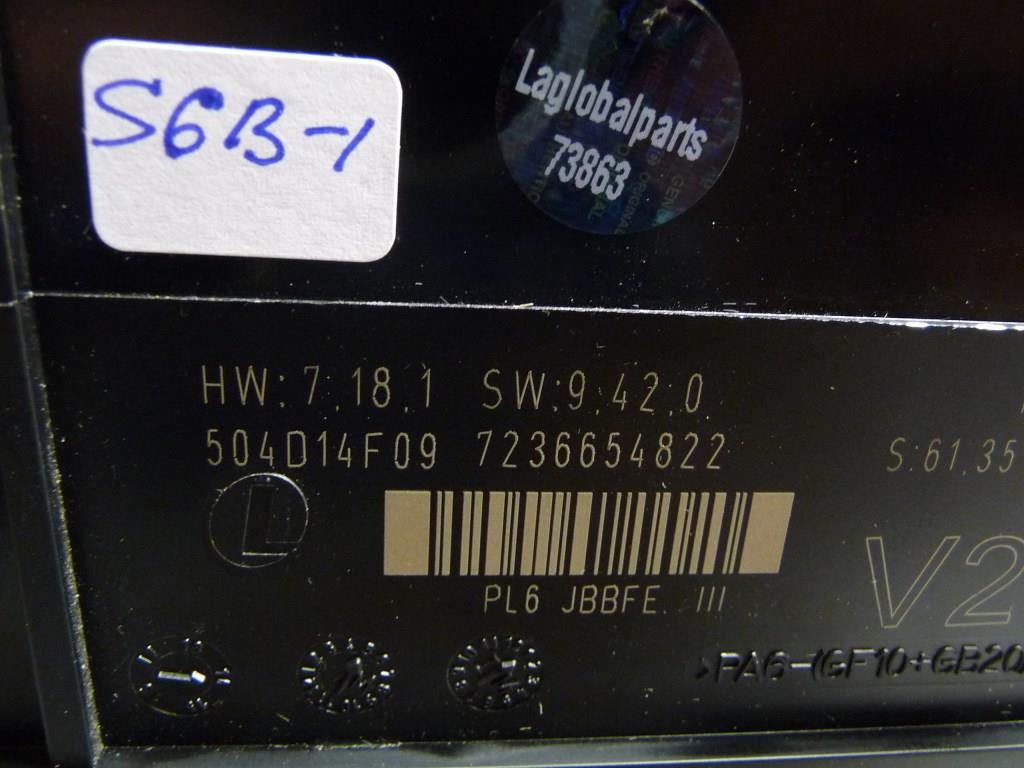 S6B-1
Laglobalparts
73863
HW:7.18.1 SW:9.42.0
504D14F09 7236654822
S:61.35
L
PL6 JBBFE III
V2
>PA6-(GF10+GB20